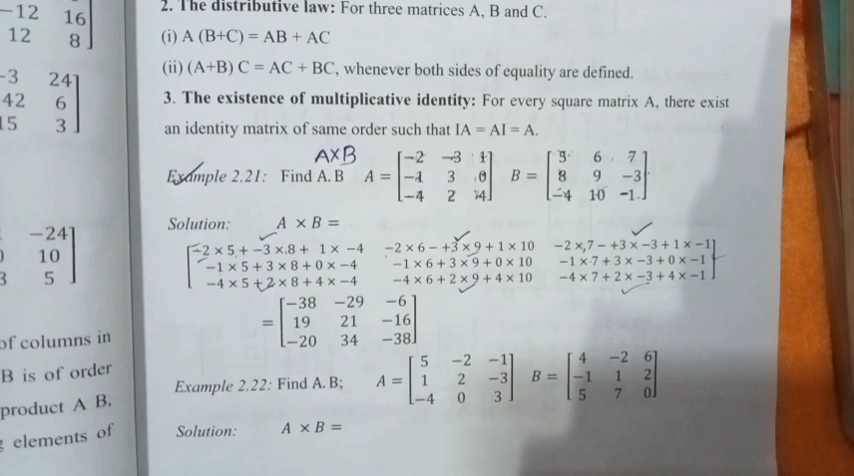 −12 16
12 8
−3 24
42 6
15 3
−24
10
3 5
of columns in
B is of order
product A B,
elements of
2. The distributive law: For three matrices A, B and C.
(i) A (B+C) = AB + AC
(ii) (A+B) C = AC + BC, whenever both sides of equality are defined.
3. The existence of multiplicative identity: For every square matrix A, there exist
an identity matrix of same order such that IA = AI = A.
A×B
Example 2.21: Find A. B A = [−2 −3 1; −1 3 0; −4 2 4] B = [5 6 7; 8 9 −3; −4 10 −1]
Solution: A × B =
[−2 × 5 + −3 × 8 + 1 × −4 −2 × 6 − +3 × 9 + 1 × 10 −2 × 7 − +3 × −3 + 1 × −1]
−1 × 5 + 3 × 8 + 0 × −4 −1 × 6 + 3 × 9 + 0 × 10 −1 × 7 + 3 × −3 + 0 × −1
−4 × 5 + 2 × 8 + 4 × −4 −4 × 6 + 2 × 9 + 4 × 10 −4 × 7 + 2 × −3 + 4 × −1
[−38 −29 −6]
= 19 21 −16
−20 34 −38
Example 2.22: Find A. B; A = [5 −2 −1; 1 2 −3; −4 0 3] B = [4 −2 6; −1 1 2; 5 7 0]
Solution: A × B =